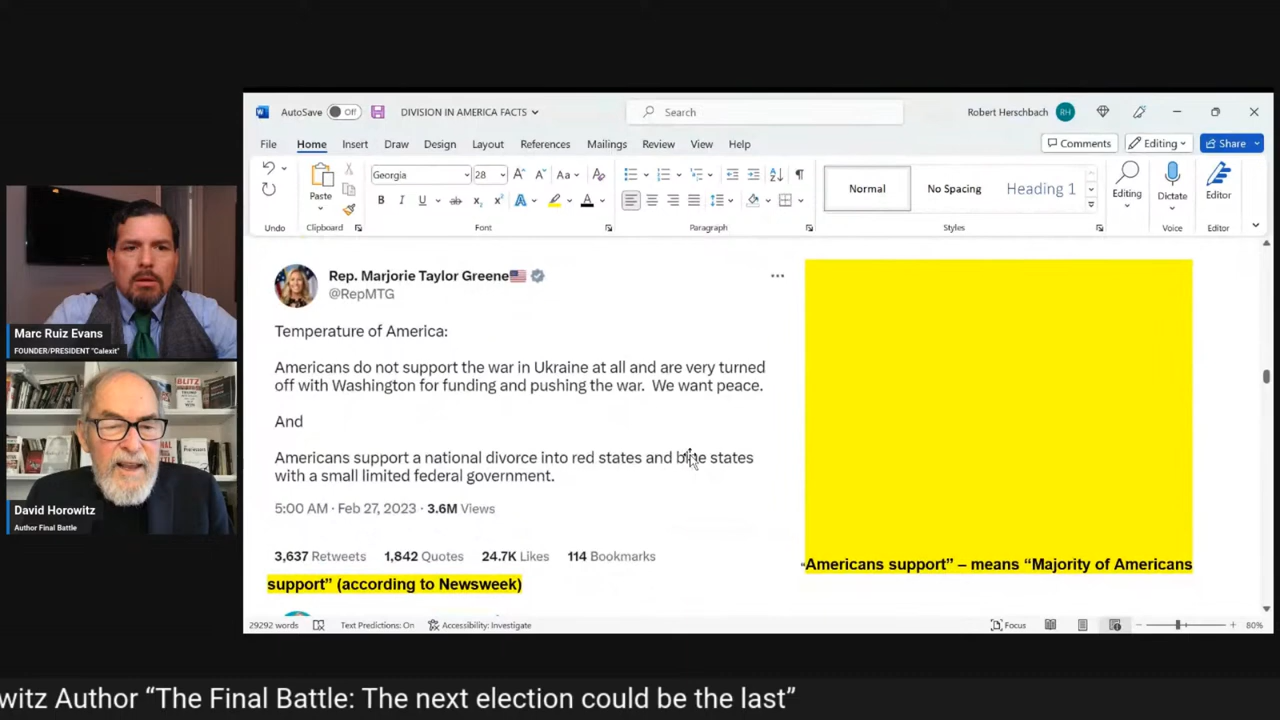 AutoSave Off DIVISION IN AMERICA FACTS Search Robert Herschbach RH
File Home Insert Draw Design Layout References Mailings Review View Help Comments Editing Share
Georgia 28 A A Aa
Paste B I U ab x₂ x² A A Normal No Spacing Heading 1 Editing Dictate Editor
Undo Clipboard Font Paragraph Styles Voice Editor
Rep. Marjorie Taylor Greene
@RepMTG
Temperature of America:
Americans do not support the war in Ukraine at all and are very turned
off with Washington for funding and pushing the war. We want peace.
And
Americans support a national divorce into red states and blue states
with a small limited federal government.
5:00 AM · Feb 27, 2023 · 3.6M Views
3,637 Retweets 1,842 Quotes 24.7K Likes 114 Bookmarks
“Americans support” – means “Majority of Americans
support” (according to Newsweek)
29292 words Text Predictions: On Accessibility: Investigate Focus 80%
Marc Ruiz Evans
FOUNDER/PRESIDENT "Calexit"
David Horowitz
Author Final Battle
witz Author “The Final Battle: The next election could be the last”